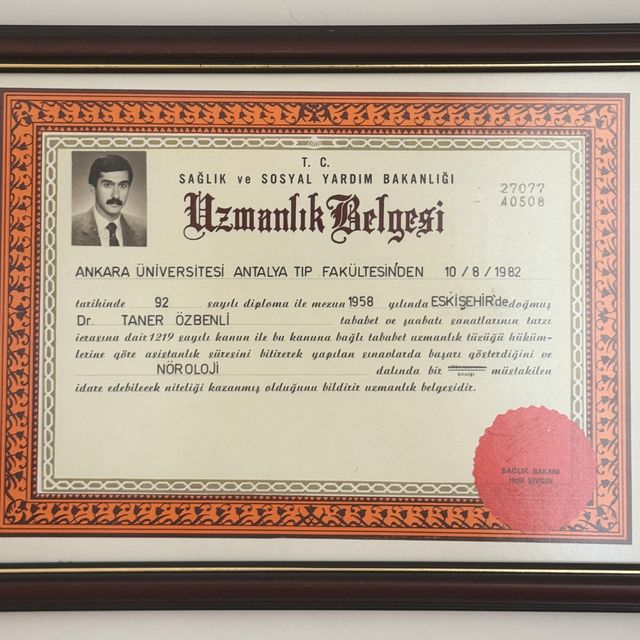 T. C.
SAĞLIK ve SOSYAL YARDIM BAKANLIĞI
27077
40508
Uzmanlık Belgesi
ANKARA ÜNİVERSİTESİ ANTALYA TIP FAKÜLTESİN'DEN 10 / 8 / 1982
tarihinde 92 sayılı diploma ile mezun 1958 yılında ESKİŞEHİR'de doğmuş
Dr. TANER ÖZBENLİ tababet ve şuabatı sanatlarının tarzı
icrasına dair 1219 sayılı kanun ile bu kanuna bağlı tababet uzmanlık tüzüğü hüküm-
lerine göre asistanlık süresini bitirerek yapılan sınavlarda başarı gösterdiğini ve
NÖROLOJİ dalında bir müstakilen
idare edebilecek niteliği kazanmış olduğunu bildirir uzmanlık belgesidir.
SAĞLIK BAKANI
Halil ŞIVGIN